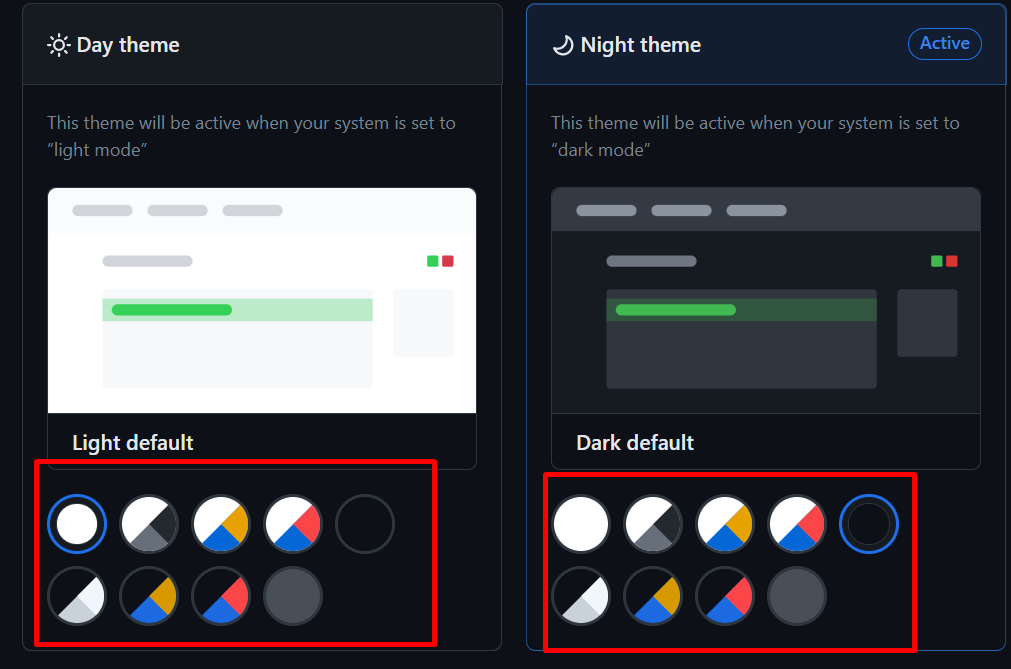 Day theme
This theme will be active when your system is set to
“light mode”
Light default
Night theme
Active
This theme will be active when your system is set to
“dark mode”
Dark default